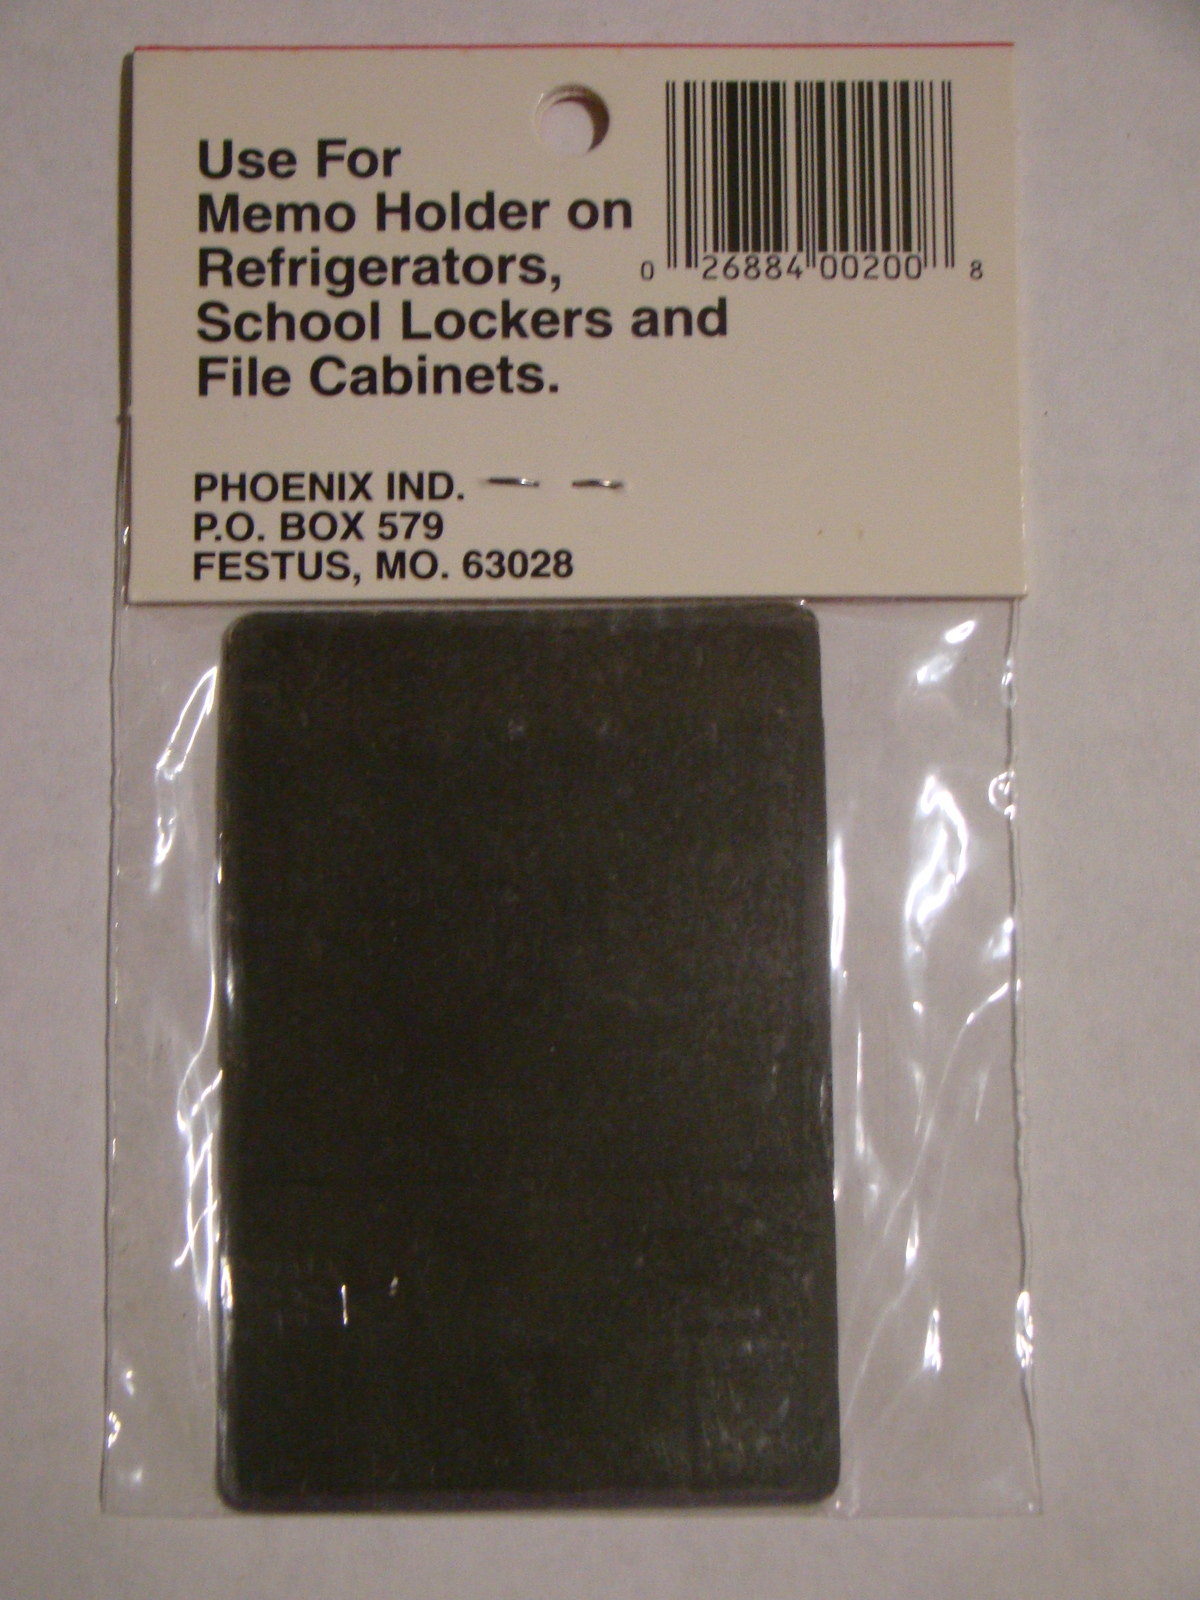 Use For
Memo Holder on
Refrigerators,
School Lockers and
File Cabinets.
0 26884 00200 8
PHOENIX IND.
P.O. BOX 579
FESTUS, MO. 63028